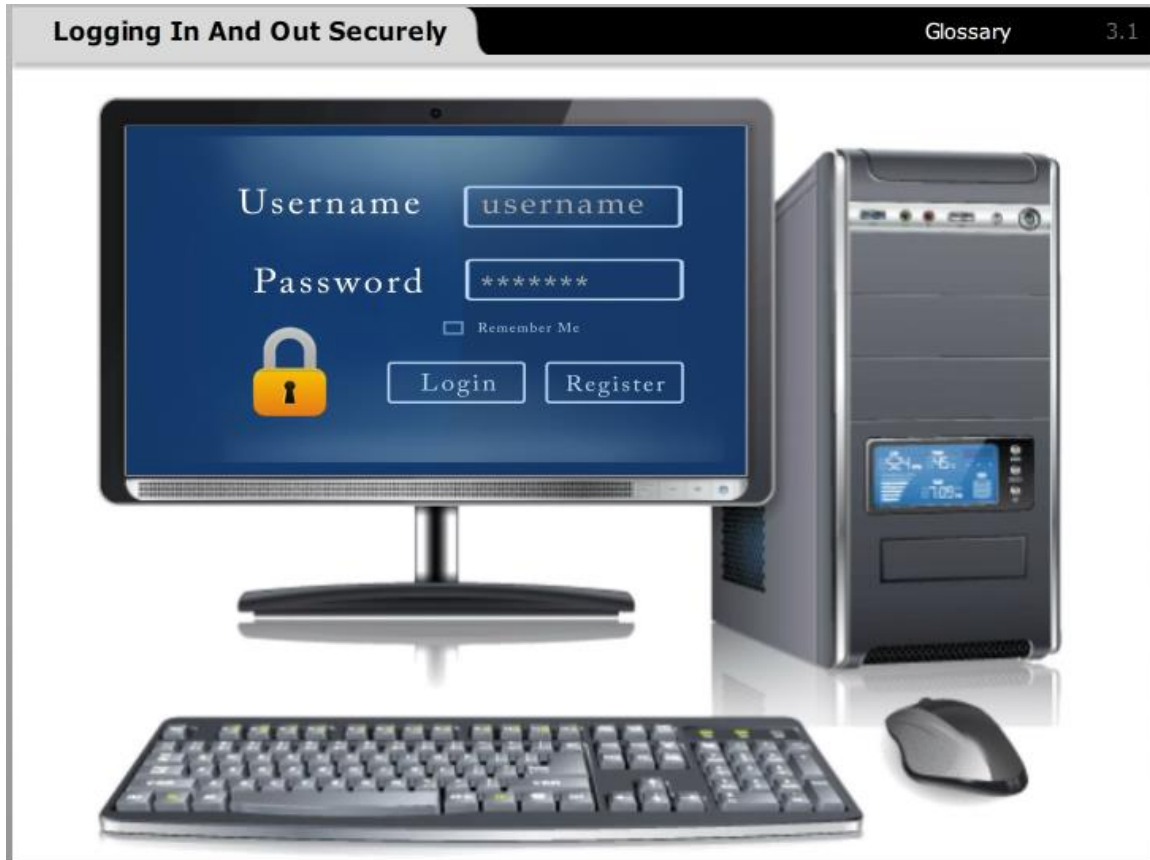 Logging In And Out Securely
Glossary 3.1
Username username
Password *******
Remember Me
Login Register